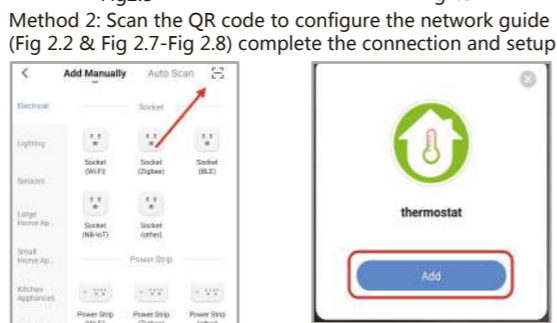 Method 2: Scan the QR code to configure the network guide
(Fig 2.2 & Fig 2.7-Fig 2.8) complete the connection and setup
Add Manually Auto Scan
Electrical
Socket
Lighting
Socket
(Wi-Fi)
Socket
(Zigbee)
Socket
(BLE)
Sensors
Large
Home Ap...
Socket
(NB-IoT)
Socket
(other)
Small
Home Ap...
Power Strip
Kitchen
Appliances
Power Strip
Power Strip
(Zigbee)
Power Strip
(other)
thermostat
Add